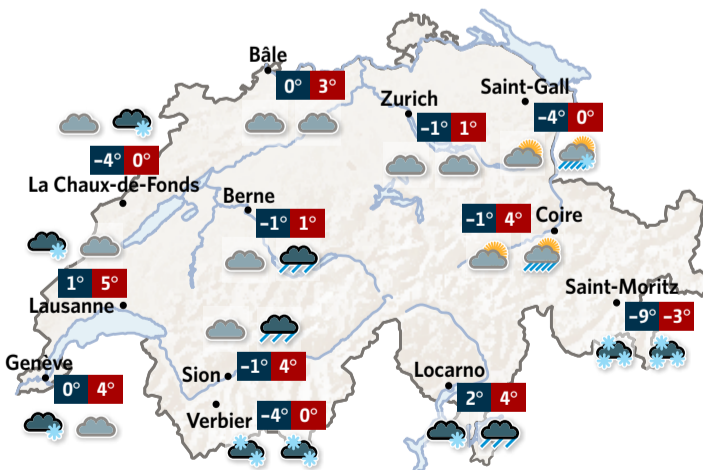 Bâle
0° 3°
Zurich
-1° 1°
Saint-Gall
-4° 0°
-4° 0°
La Chaux-de-Fonds
Berne
-1° 1°
-1° 4°
Coire
1° 5°
Lausanne
Saint-Moritz
-9° -3°
Genève
0° 4°
Sion
-1° 4°
Locarno
2° 4°
Verbier
-4° 0°